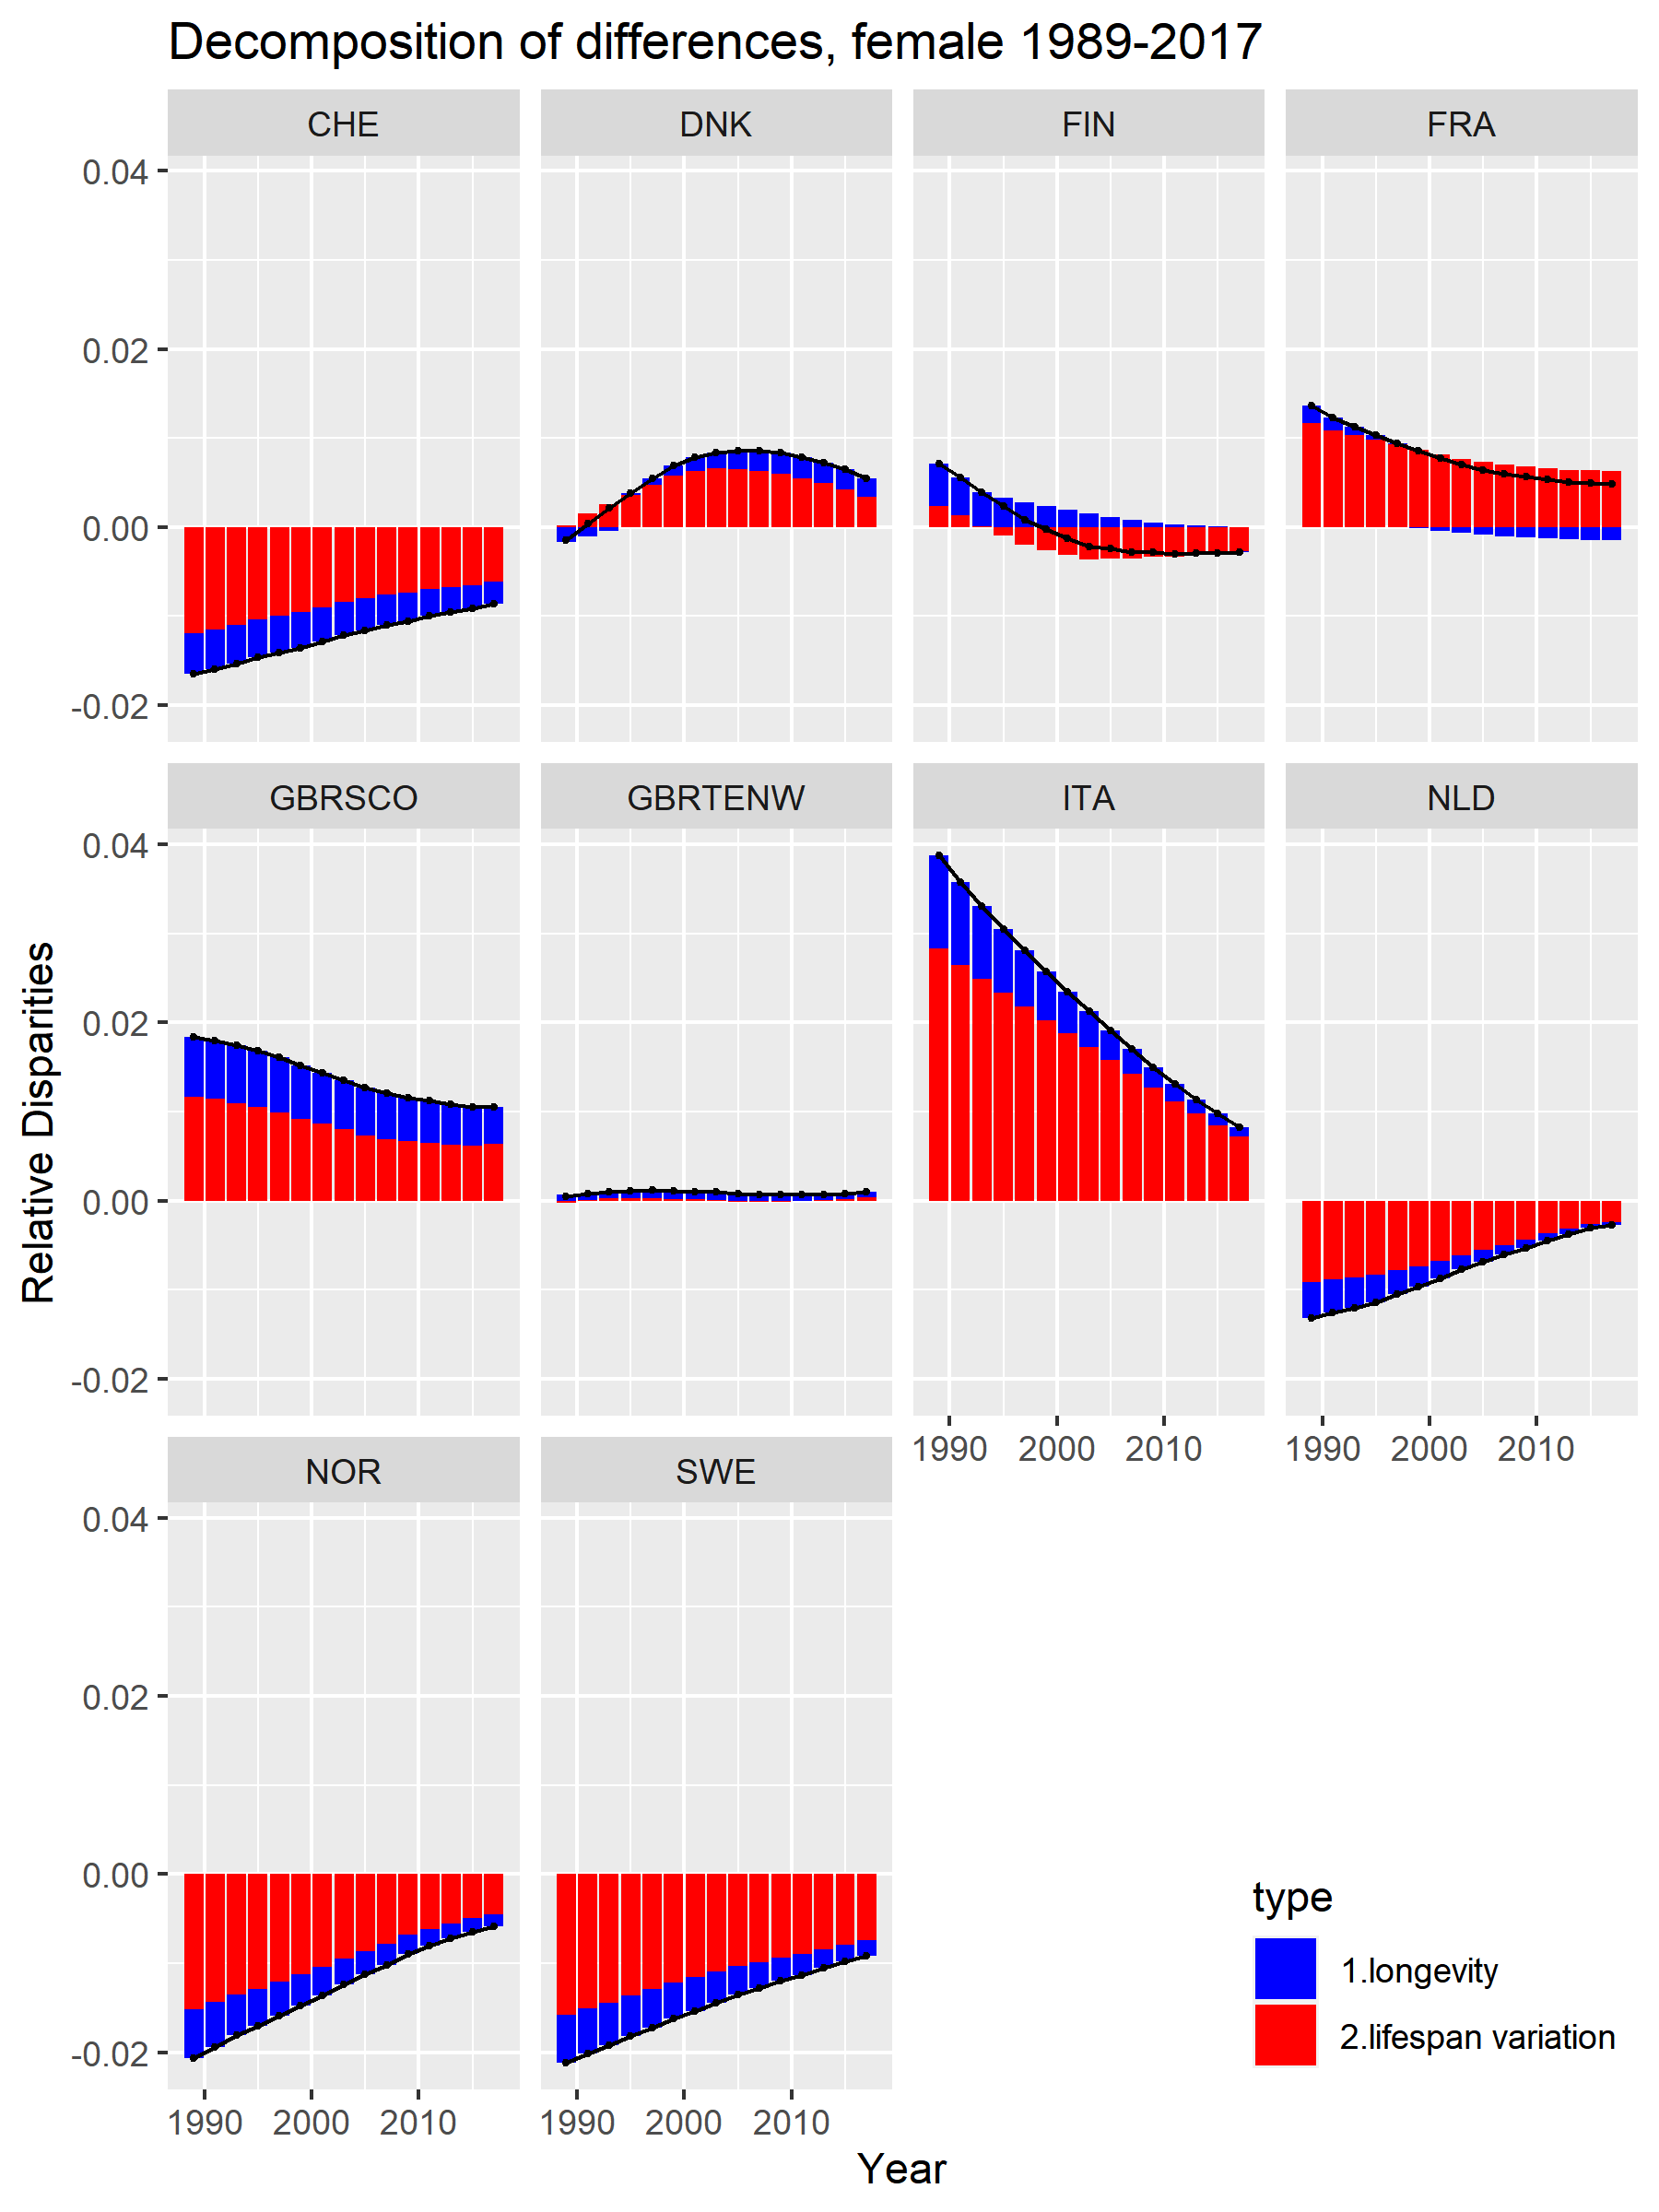 Decomposition of differences, female 1989-2017
CHE DNK FIN FRA
0.04
0.02
0.00
-0.02
GBRSCO GBRTENW ITA NLD
0.04
0.02
0.00
-0.02
1990 2000 2010 1990 2000 2010
NOR SWE
0.04
0.02
0.00
-0.02
1990 2000 2010 1990 2000 2010
Relative Disparities
Year
type
1.longevity
2.lifespan variation